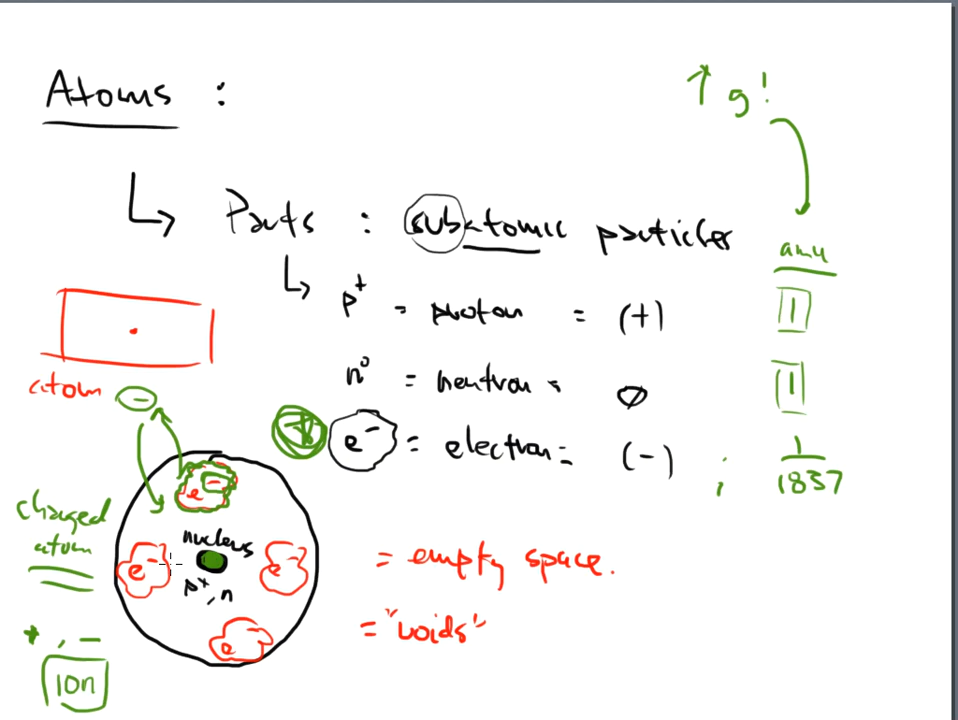 Atoms :
↑ g!
↳ Parts : subatomic particles
amu
↳ p⁺ = proton = (+) 1
n⁰ = neutron = ∅ 1
e⁻ = electron = (-) ; 1/1837
atom
-
e⁻
charged
atom
nucleus
e⁻
e⁻
p⁺, n
e⁻
= empty space.
= "voids"
+, -
ion